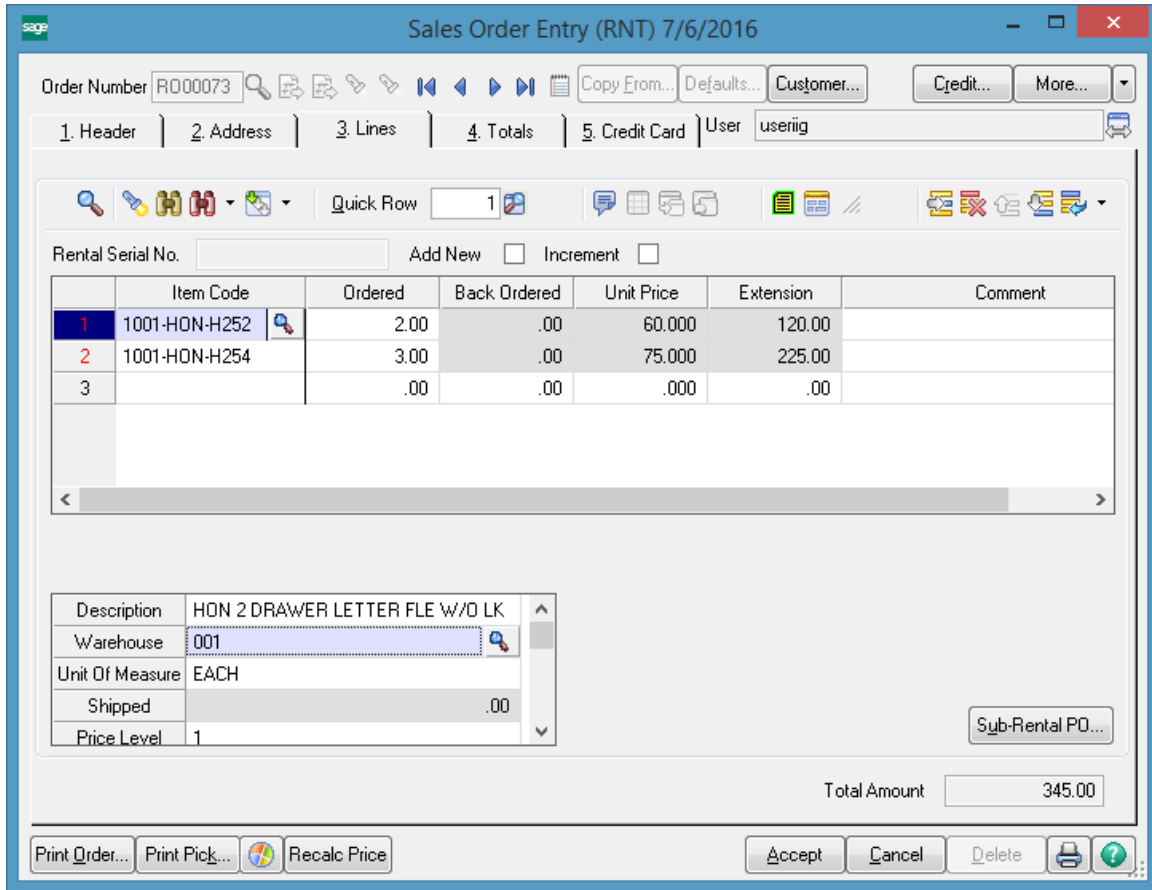 sage Sales Order Entry (RNT) 7/6/2016
Order Number RO00073 Copy From... Defaults... Customer... Credit... More...
1. Header 2. Address 3. Lines 4. Totals 5. Credit Card User useriig
Quick Row 1
Rental Serial No. Add New Increment
Item Code Ordered Back Ordered Unit Price Extension Comment
1 1001-HON-H252 2.00 .00 60.000 120.00
2 1001-HON-H254 3.00 .00 75.000 225.00
3 .00 .00 .000 .00
Description HON 2 DRAWER LETTER FLE W/O LK
Warehouse 001
Unit Of Measure EACH
Shipped .00
Price Level 1
Sub-Rental PO...
Total Amount 345.00
Print Order... Print Pick... Recalc Price Accept Cancel Delete